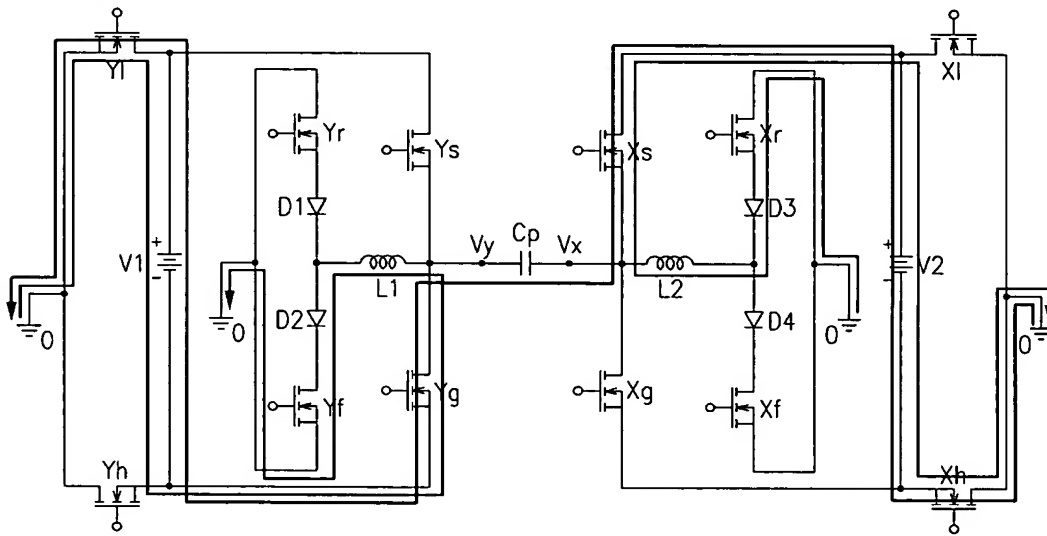 Yl
Xl
Yr
Ys
Xs
Xr
D1
Cp
D3
+
V1
-
Vy
Vx
+
V2
-
L1
L2
0
D2
0
D4
0
0
Yf
Yg
Xg
Xf
Yh
Xh